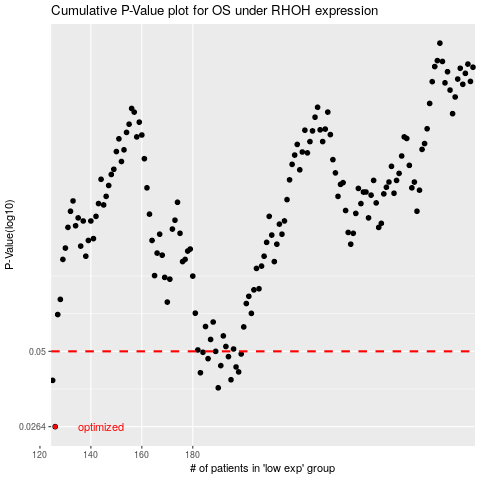 Cumulative P-Value plot for OS under RHOH expression
P-Value(log10)
0.05
0.0264
optimized
120 140 160 180
# of patients in 'low exp' group